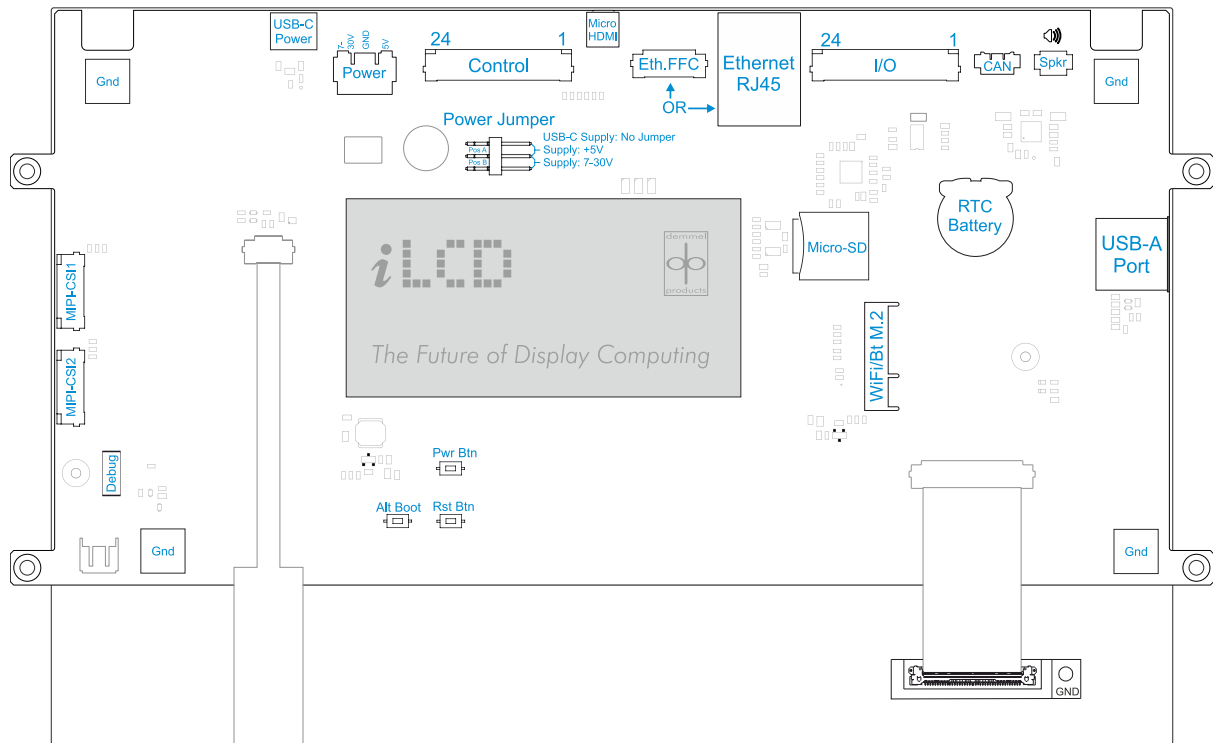 USB-C
Power
7-
30V
GND
5V
Power
24 1
Control
Micro
HDMI
Eth.FFC
OR
Ethernet
RJ45
24 1
I/O
CAN
Spkr
Gnd
Gnd
Power Jumper
USB-C Supply: No Jumper
Pos A
Supply: +5V
Pos B
Supply: 7-30V
RTC
Battery
Micro-SD
USB-A
Port
iLCD
demmel
dp
products
The Future of Display Computing
MIPI-CSI1
MIPI-CSI2
WiFi/Bt M.2
Debug
Pwr Btn
Alt Boot
Rst Btn
Gnd
Gnd
GND